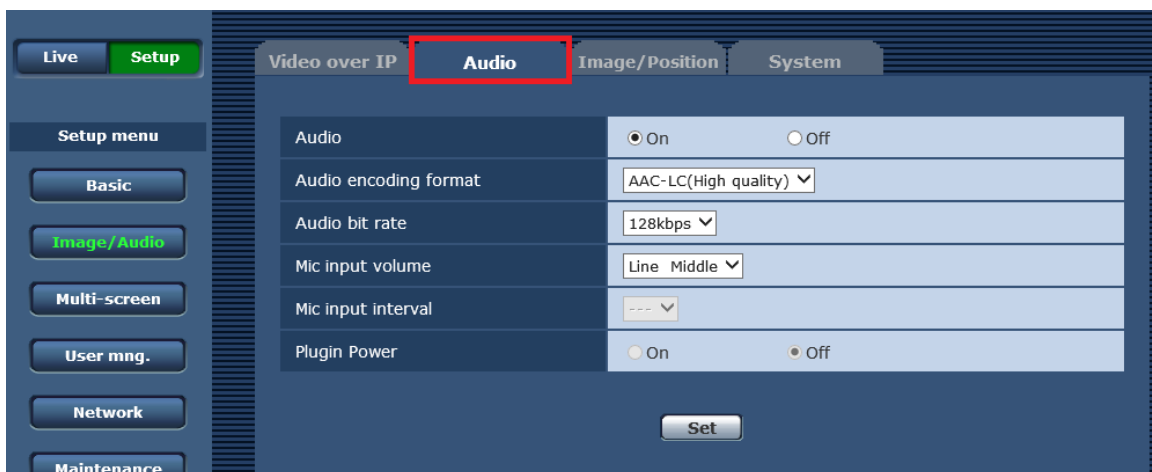 Live Setup
Video over IP Audio Image/Position System
Setup menu
Basic
Image/Audio
Multi-screen
User mng.
Network
Maintenance
Audio On Off
Audio encoding format AAC-LC(High quality)
Audio bit rate 128kbps
Mic input volume Line Middle
Mic input interval ---
Plugin Power On Off
Set